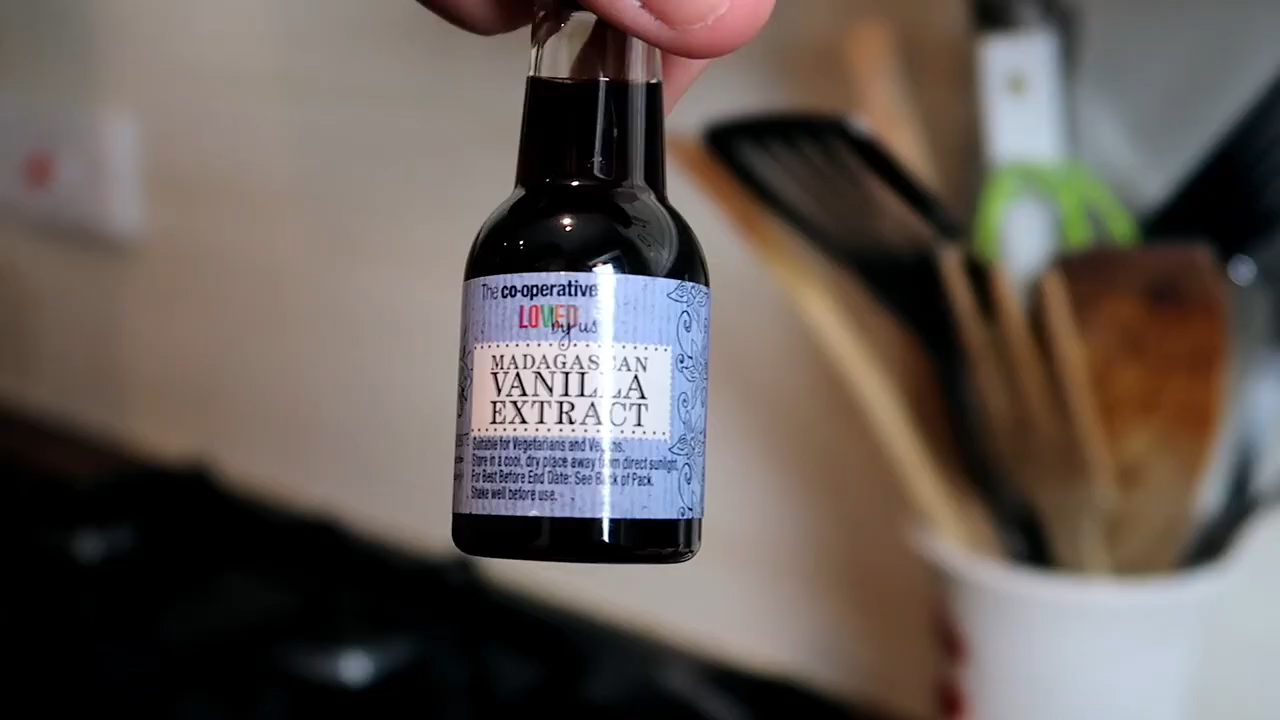 The co-operative
LOVED
by us
MADAGASCAN
VANILLA
EXTRACT
Suitable for Vegetarians and Vegans.
Store in a cool, dry place away from direct sunlight.
For Best Before End Date: See Back of Pack.
Shake well before use.